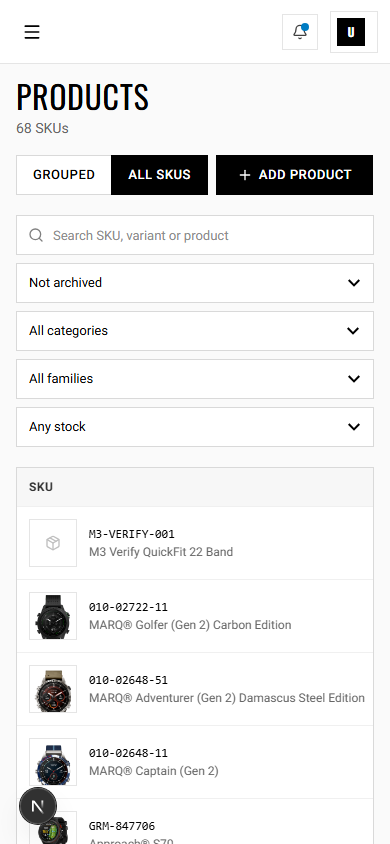 U
PRODUCTS
68 SKUs
GROUPED
ALL SKUS
ADD PRODUCT
Search SKU, variant or product
Not archived
All categories
All families
Any stock
SKU
M3-VERIFY-001
M3 Verify QuickFit 22 Band
010-02722-11
MARQ® Golfer (Gen 2) Carbon Edition
010-02648-51
MARQ® Adventurer (Gen 2) Damascus Steel Edition
010-02648-11
MARQ® Captain (Gen 2)
N
GRM-847706
Approach® S70